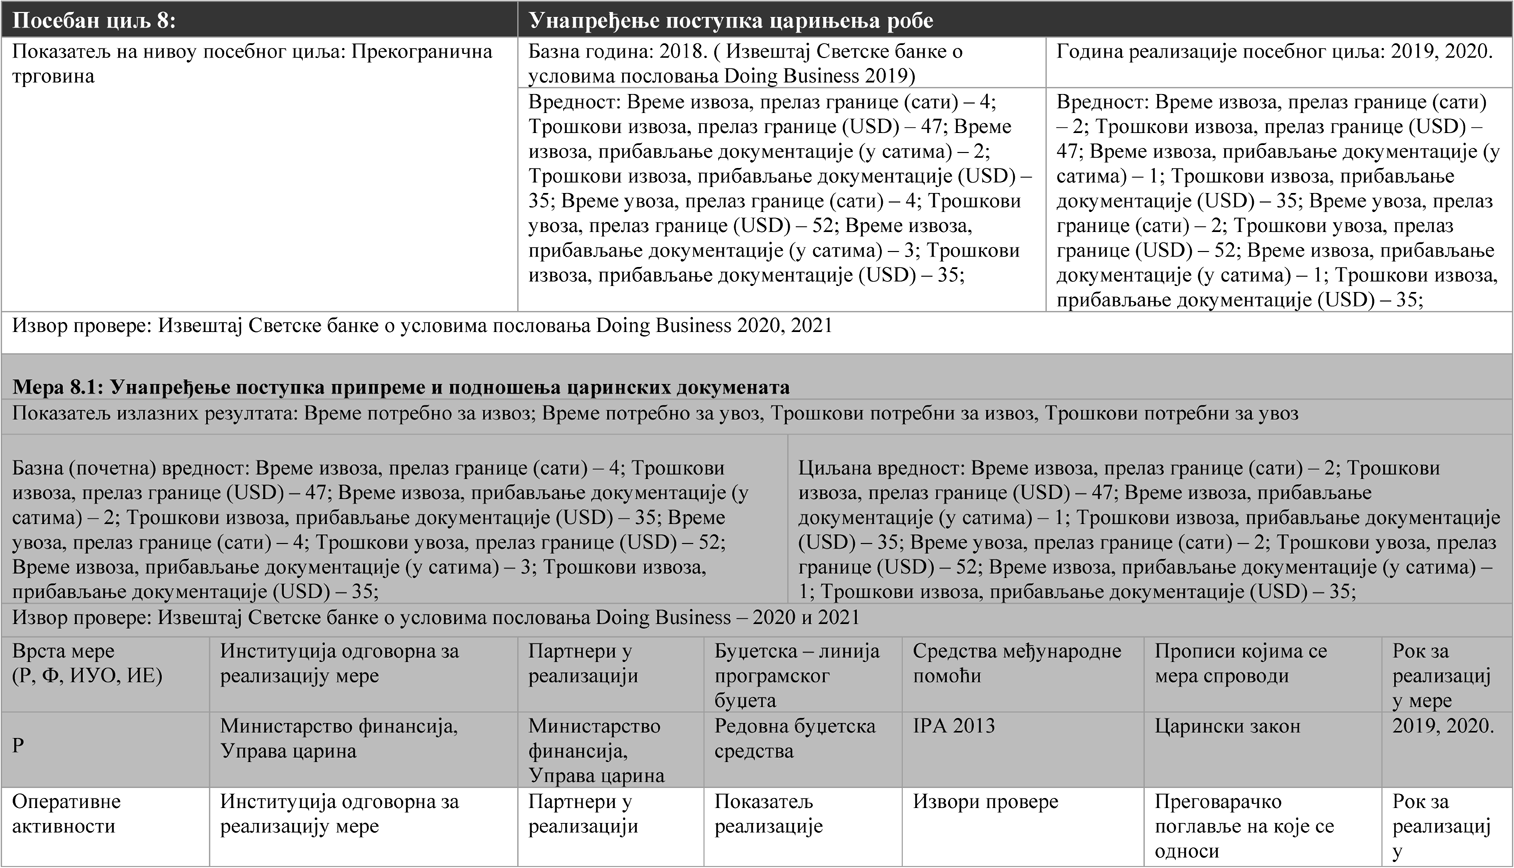 Посебан циљ 8:
Унапређење поступка царињења робе
Показатељ на нивоу посебног циља: Прекогранична
трговина
Базна година: 2018. ( Извештај Светске банке о
условима пословања Doing Business 2019)
Година реализације посебног циља: 2019, 2020.
Вредност: Време извоза, прелаз границе (сати) – 4;
Трошкови извоза, прелаз границе (USD) – 47; Време
извоза, прибављање документације (у сатима) – 2;
Трошкови извоза, прибављање документације (USD) –
35; Време увоза, прелаз границе (сати) – 4; Трошкови
увоза, прелаз границе (USD) – 52; Време извоза,
прибављање документације (у сатима) – 3; Трошкови
извоза, прибављање документације (USD) – 35;
Вредност: Време извоза, прелаз границе (сати)
– 2; Трошкови извоза, прелаз границе (USD) –
47; Време извоза, прибављање документације (у
сатима) – 1; Трошкови извоза, прибављање
документације (USD) – 35; Време увоза, прелаз
границе (сати) – 2; Трошкови увоза, прелаз
границе (USD) – 52; Време извоза, прибављање
документације (у сатима) – 1; Трошкови извоза,
прибављање документације (USD) – 35;
Извор провере: Извештај Светске банке о условима пословања Doing Business 2020, 2021
Мера 8.1: Унапређење поступка припреме и подношења царинских докумената
Показатељ излазних резултата: Време потребно за извоз; Време потребно за увоз, Трошкови потребни за извоз, Трошкови потребни за увоз
Базна (почетна) вредност: Време извоза, прелаз границе (сати) – 4; Трошкови
извоза, прелаз границе (USD) – 47; Време извоза, прибављање документације (у
сатима) – 2; Трошкови извоза, прибављање документације (USD) – 35; Време
увоза, прелаз границе (сати) – 4; Трошкови увоза, прелаз границе (USD) – 52;
Време извоза, прибављање документације (у сатима) – 3; Трошкови извоза,
прибављање документације (USD) – 35;
Циљана вредност: Време извоза, прелаз границе (сати) – 2; Трошкови
извоза, прелаз границе (USD) – 47; Време извоза, прибављање
документације (у сатима) – 1; Трошкови извоза, прибављање документације
(USD) – 35; Време увоза, прелаз границе (сати) – 2; Трошкови увоза, прелаз
границе (USD) – 52; Време извоза, прибављање документације (у сатима) –
1; Трошкови извоза, прибављање документације (USD) – 35;
Извор провере: Извештај Светске банке о условима пословања Doing Business – 2020 и 2021
Врста мере
(Р, Ф, ИУО, ИЕ)
Институција одговорна за
реализацију мере
Партнери у
реализацији
Буџетска – линија
програмског
буџета
Средства међународне
помоћи
Прописи којима се
мера спроводи
Рок за
реализациј
у мере
Р
Министарство финансија,
Управа царина
Министарство
финансија,
Управа царина
Редовна буџетска
средства
IPA 2013
Царински закон
2019, 2020.
Оперативне
активности
Институција одговорна за
реализацију мере
Партнери у
реализацији
Показатељ
реализације
Извори провере
Преговарачко
поглавље на које се
односи
Рок за
реализациј
у